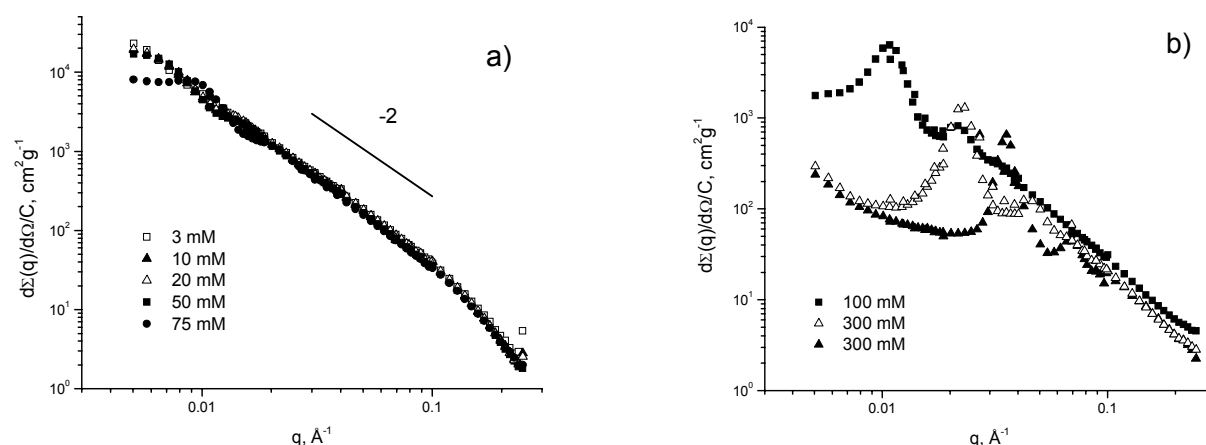 a)
dΣ(q)/dΩ/C, cm²g⁻¹
10⁴
10³
10²
10¹
10⁰
-2
3 mM
10 mM
20 mM
50 mM
75 mM
0.01
0.1
q, Å⁻¹
b)
dΣ(q)/dΩ/C, cm²g⁻¹
10⁴
10³
10²
10¹
10⁰
100 mM
300 mM
300 mM
0.01
0.1
q, Å⁻¹